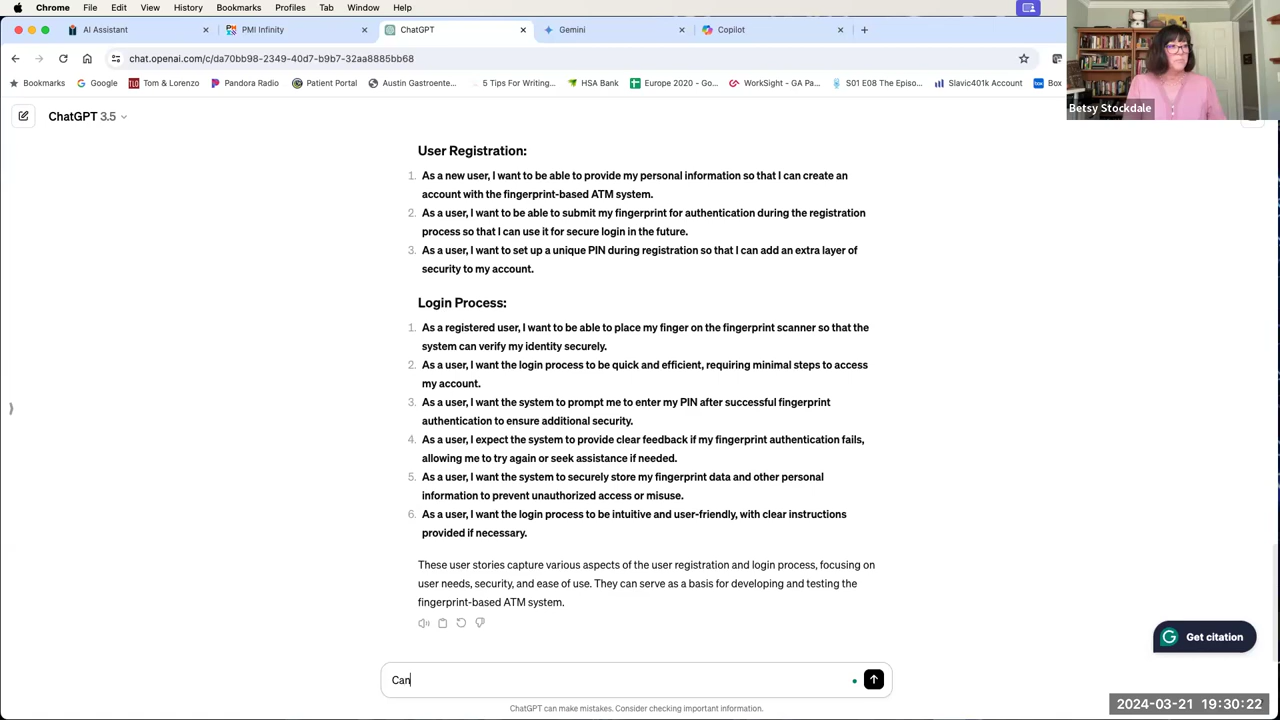 Chrome File Edit View History Bookmarks Profiles Tab Window Help
AI Assistant PMI Infinity ChatGPT Gemini Copilot
chat.openai.com/c/da70bb98-2349-40d7-b9b7-32aa8885bb68
Bookmarks Google Tom & Lorenzo Pandora Radio Patient Portal Austin Gastroente... 5 Tips For Writing... HSA Bank Europe 2020 - Go... WorkSight - GA Pa... S01 E08 The Episo... Slavic401k Account Box
Betsy Stockdale
ChatGPT 3.5
User Registration:
1. As a new user, I want to be able to provide my personal information so that I can create an
account with the fingerprint-based ATM system.
2. As a user, I want to be able to submit my fingerprint for authentication during the registration
process so that I can use it for secure login in the future.
3. As a user, I want to set up a unique PIN during registration so that I can add an extra layer of
security to my account.
Login Process:
1. As a registered user, I want to be able to place my finger on the fingerprint scanner so that the
system can verify my identity securely.
2. As a user, I want the login process to be quick and efficient, requiring minimal steps to access
my account.
3. As a user, I want the system to prompt me to enter my PIN after successful fingerprint
authentication to ensure additional security.
4. As a user, I expect the system to provide clear feedback if my fingerprint authentication fails,
allowing me to try again or seek assistance if needed.
5. As a user, I want the system to securely store my fingerprint data and other personal
information to prevent unauthorized access or misuse.
6. As a user, I want the login process to be intuitive and user-friendly, with clear instructions
provided if necessary.
These user stories capture various aspects of the user registration and login process, focusing on
user needs, security, and ease of use. They can serve as a basis for developing and testing the
fingerprint-based ATM system.
Get citation
Can
ChatGPT can make mistakes. Consider checking important information.
2024-03-21 19:30:22